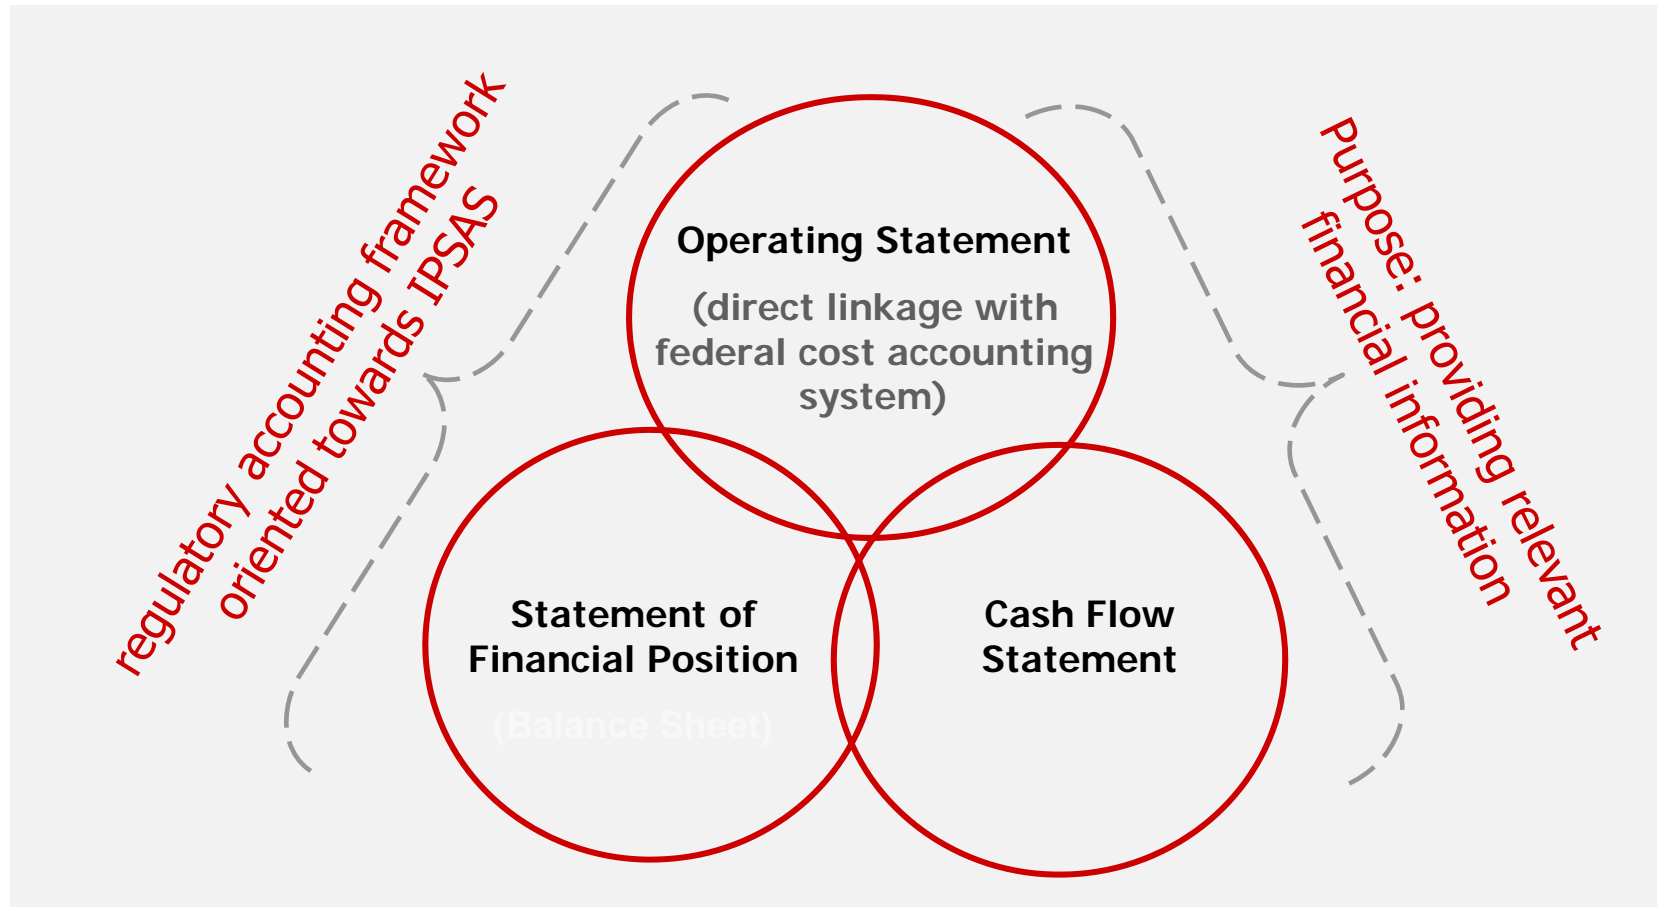 regulatory accounting framework
oriented towards IPSAS
Operating Statement
(direct linkage with
federal cost accounting
system)
Purpose: providing relevant
financial information
Statement of
Financial Position
(Balance Sheet)
Cash Flow
Statement